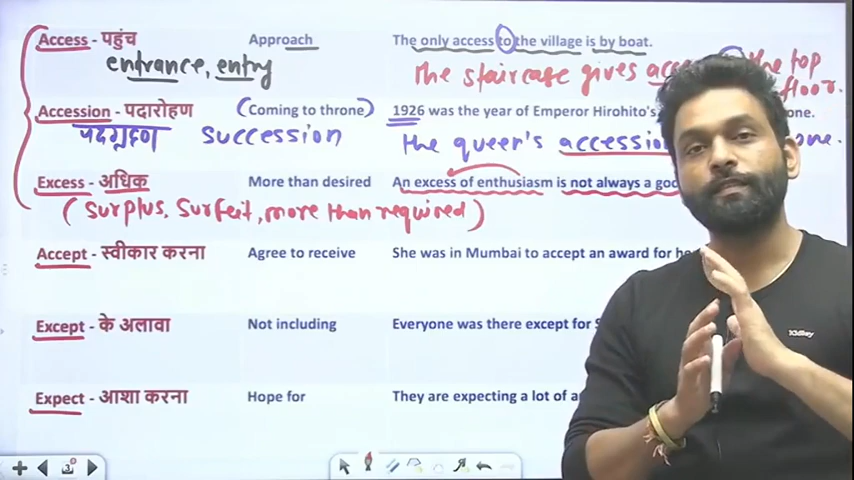 Access - पहुंच Approach The only access to the village is by boat.
entrance, entry The staircase gives the top
floor.
Accession - पदारोहण (Coming to throne) 1926 was the year of Emperor Hirohito's
पदग्रहण succession the queen's accession
Excess - अधिक More than desired An excess of enthusiasm is not always a
(surplus, surfeit, more than required)
Accept - स्वीकार करना Agree to receive She was in Mumbai to accept an award for
Except - के अलावा Not including Everyone was there except for
Expect - आशा करना Hope for They are expecting a lot of
3